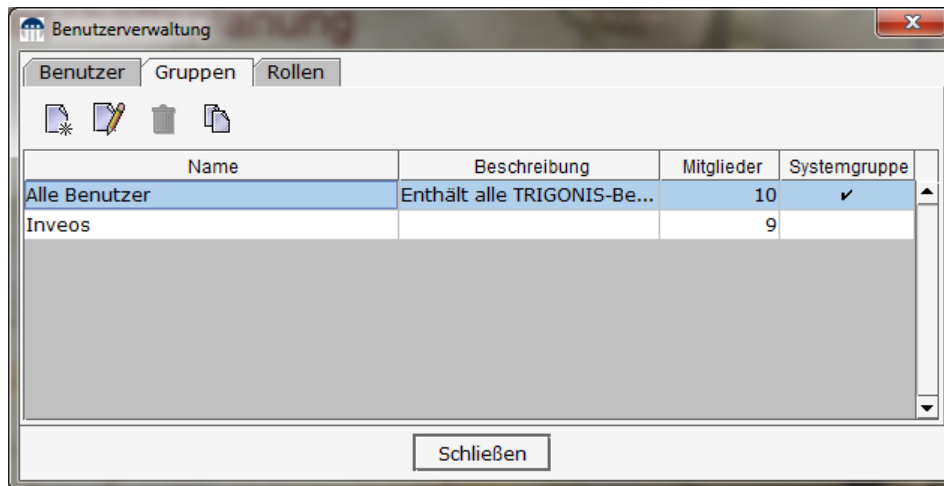 Benutzerverwaltung
Benutzer Gruppen Rollen
Name Beschreibung Mitglieder Systemgruppe
Alle Benutzer Enthält alle TRIGONIS-Be... 10 ✔
Inveos 9
Schließen